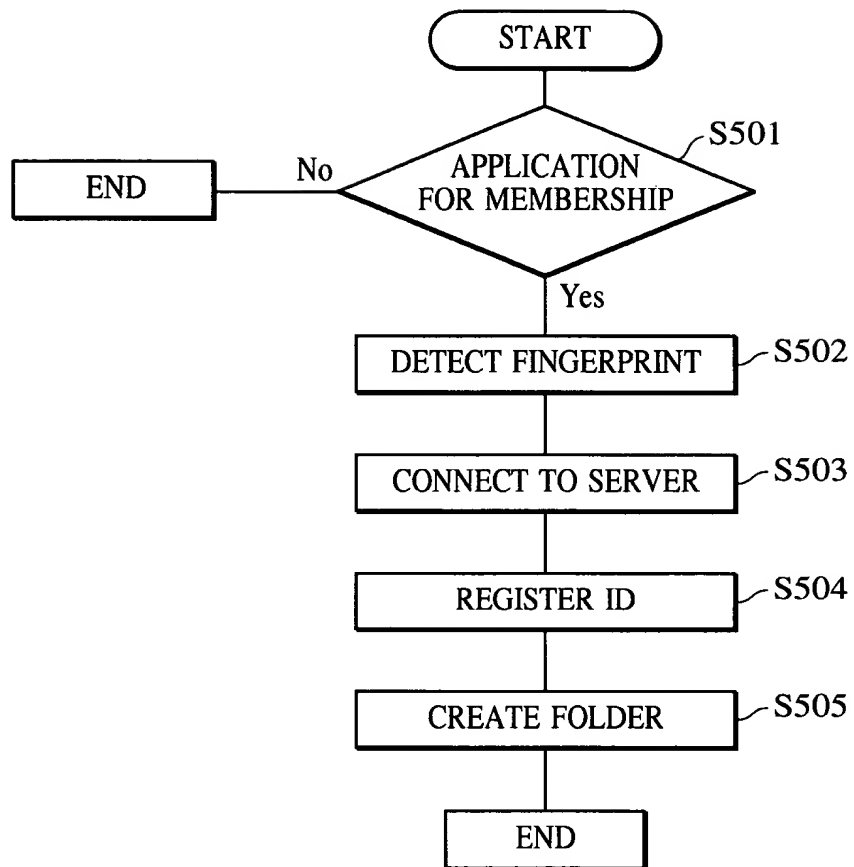 START
S501
APPLICATION
FOR MEMBERSHIP
No
END
Yes
DETECT FINGERPRINT
S502
CONNECT TO SERVER
S503
REGISTER ID
S504
CREATE FOLDER
S505
END